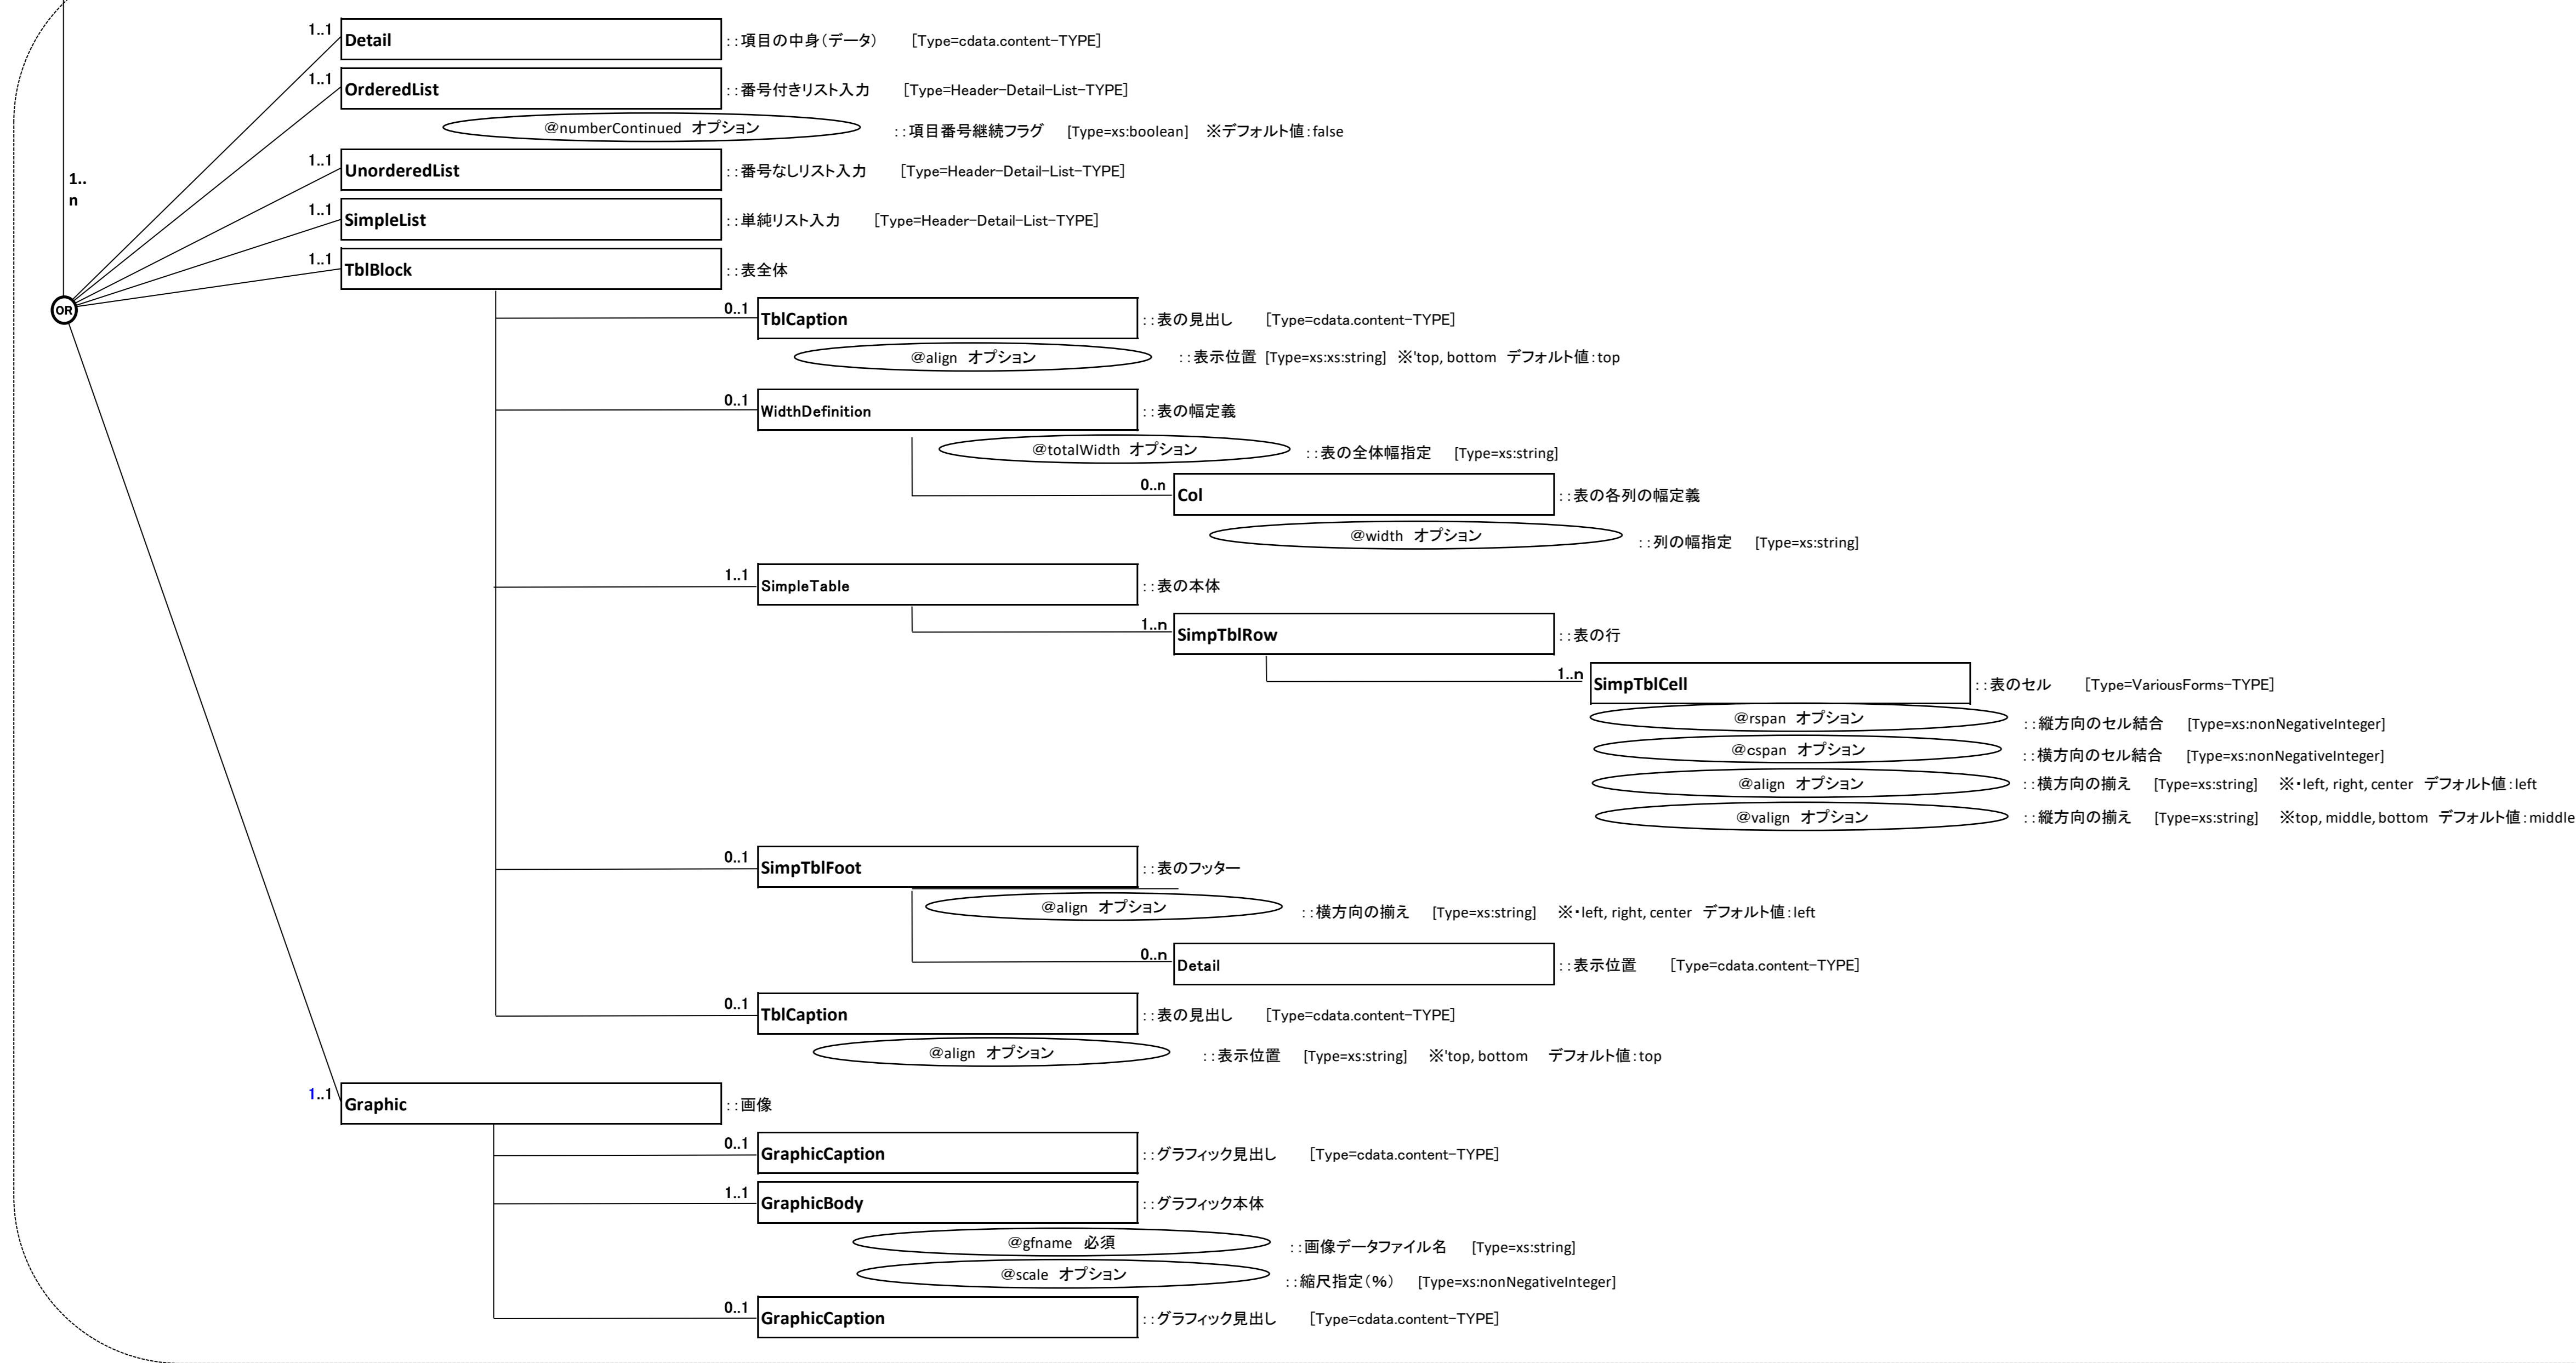 1..1 Detail ::項目の中身(データ) [Type=cdata.content-TYPE]
1..1 OrderedList ::番号付きリスト入力 [Type=Header-Detail-List-TYPE]
@numberContinued オプション ::項目番号継続フラグ [Type=xs:boolean] ※デフォルト値:false
1..1 UnorderedList ::番号なしリスト入力 [Type=Header-Detail-List-TYPE]
1..
n
1..1 SimpleList ::単純リスト入力 [Type=Header-Detail-List-TYPE]
1..1 TblBlock ::表全体
OR
0..1 TblCaption ::表の見出し [Type=cdata.content-TYPE]
@align オプション ::表示位置 [Type=xs:xs:string] ※'top, bottom デフォルト値:top
0..1 WidthDefinition ::表の幅定義
@totalWidth オプション ::表の全体幅指定 [Type=xs:string]
0..n Col ::表の各列の幅定義
@width オプション ::列の幅指定 [Type=xs:string]
1..1 SimpleTable ::表の本体
1..n SimpTblRow ::表の行
1..n SimpTblCell ::表のセル [Type=VariousForms-TYPE]
@rspan オプション ::縦方向のセル結合 [Type=xs:nonNegativeInteger]
@cspan オプション ::横方向のセル結合 [Type=xs:nonNegativeInteger]
@align オプション ::横方向の揃え [Type=xs:string] ※・left, right, center デフォルト値:left
@valign オプション ::縦方向の揃え [Type=xs:string] ※top, middle, bottom デフォルト値:middle
0..1 SimpTblFoot ::表のフッター
@align オプション ::横方向の揃え [Type=xs:string] ※・left, right, center デフォルト値:left
0..n Detail ::表示位置 [Type=cdata.content-TYPE]
0..1 TblCaption ::表の見出し [Type=cdata.content-TYPE]
@align オプション ::表示位置 [Type=xs:string] ※'top, bottom デフォルト値:top
1..1 Graphic ::画像
0..1 GraphicCaption ::グラフィック見出し [Type=cdata.content-TYPE]
1..1 GraphicBody ::グラフィック本体
@gfname 必須 ::画像データファイル名 [Type=xs:string]
@scale オプション ::縮尺指定(%) [Type=xs:nonNegativeInteger]
0..1 GraphicCaption ::グラフィック見出し [Type=cdata.content-TYPE]